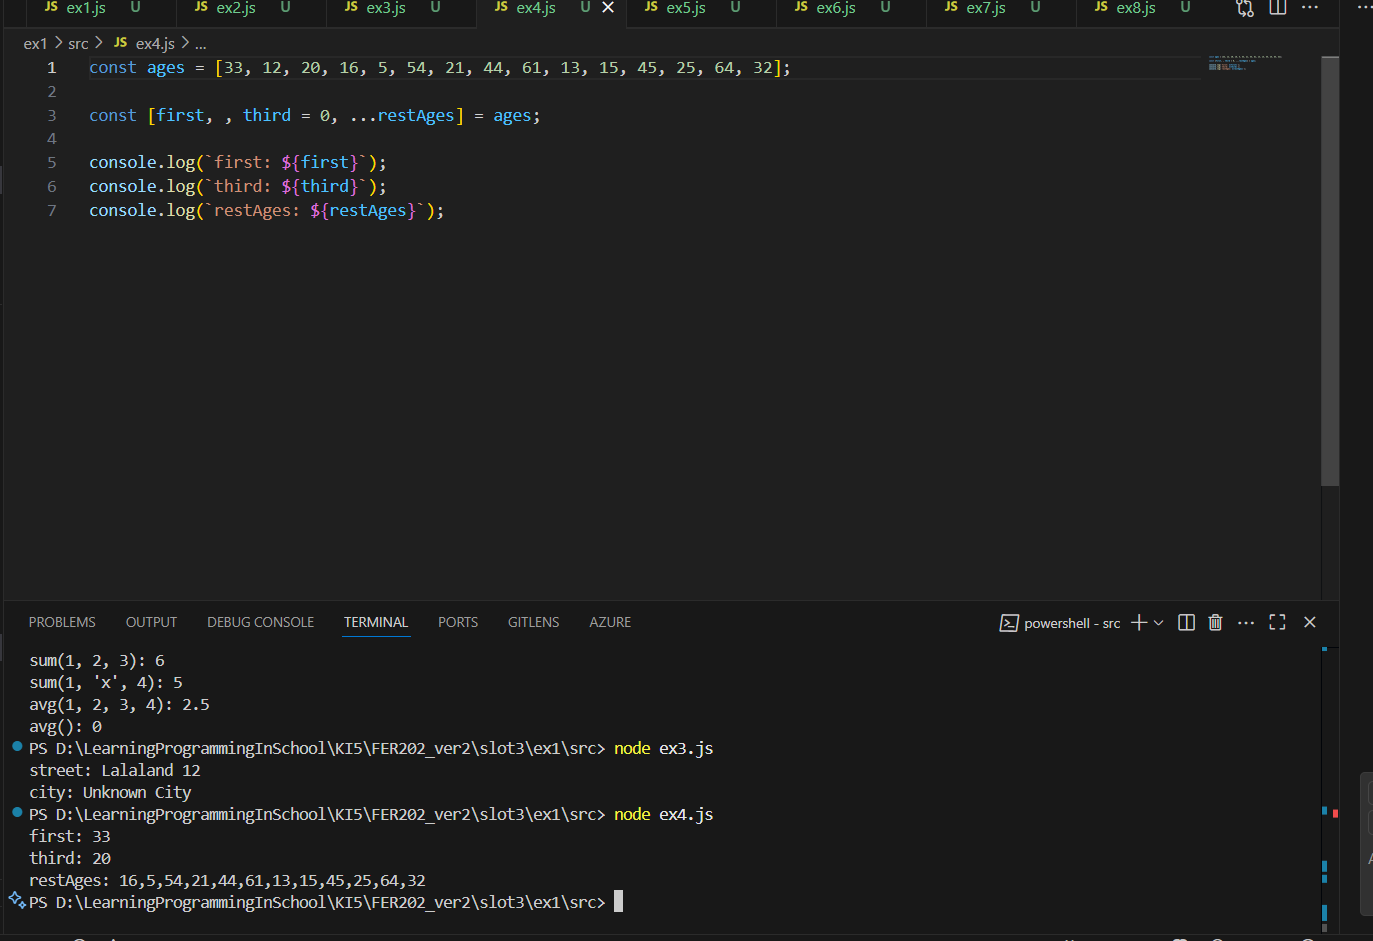 JS ex1.js U JS ex2.js U JS ex3.js U JS ex4.js U JS ex5.js U JS ex6.js U JS ex7.js U JS ex8.js U
ex1 > src > JS ex4.js > ...
1 const ages = [33, 12, 20, 16, 5, 54, 21, 44, 61, 13, 15, 45, 25, 64, 32];
2
3 const [first, , third = 0, ...restAges] = ages;
4
5 console.log(`first: ${first}`);
6 console.log(`third: ${third}`);
7 console.log(`restAges: ${restAges}`);
PROBLEMS OUTPUT DEBUG CONSOLE TERMINAL PORTS GITLENS AZURE powershell - src
sum(1, 2, 3): 6
sum(1, 'x', 4): 5
avg(1, 2, 3, 4): 2.5
avg(): 0
PS D:\LearningProgrammingInSchool\KI5\FER202_ver2\slot3\ex1\src> node ex3.js
street: Lalaland 12
city: Unknown City
PS D:\LearningProgrammingInSchool\KI5\FER202_ver2\slot3\ex1\src> node ex4.js
first: 33
third: 20
restAges: 16,5,54,21,44,61,13,15,45,25,64,32
PS D:\LearningProgrammingInSchool\KI5\FER202_ver2\slot3\ex1\src>